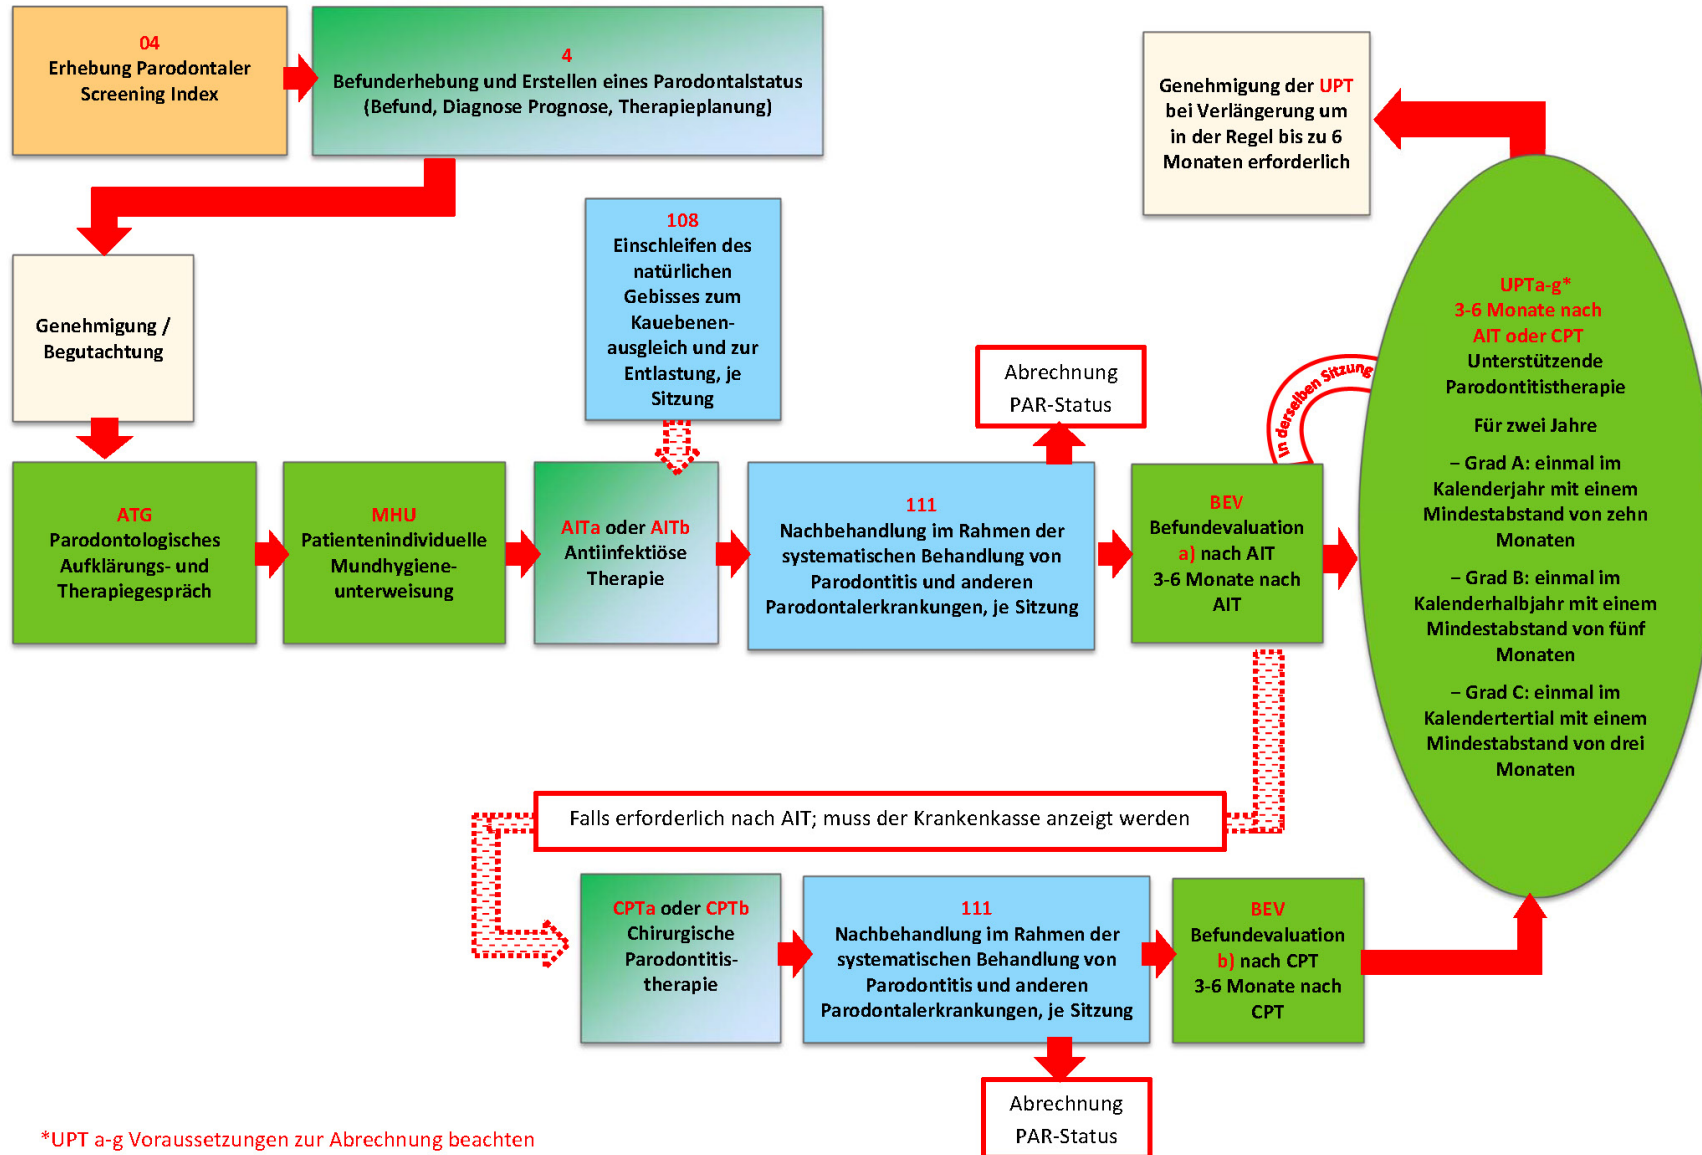 04
Erhebung Parodontaler
Screening Index
4
Befunderhebung und Erstellen eines Parodontalstatus
(Befund, Diagnose Prognose, Therapieplanung)
Genehmigung der UPT
bei Verlängerung um
in der Regel bis zu 6
Monaten erforderlich
Genehmigung /
Begutachtung
108
Einschleifen des
natürlichen
Gebisses zum
Kauebenen-
ausgleich und zur
Entlastung, je
Sitzung
Abrechnung
PAR-Status
In derselben Sitzung
UPTa-g*
3-6 Monate nach
AIT oder CPT
Unterstützende
Parodontitistherapie
Für zwei Jahre
– Grad A: einmal im
Kalenderjahr mit einem
Mindestabstand von zehn
Monaten
– Grad B: einmal im
Kalenderhalbjahr mit einem
Mindestabstand von fünf
Monaten
– Grad C: einmal im
Kalendertertial mit einem
Mindestabstand von drei
Monaten
ATG
Parodontologisches
Aufklärungs- und
Therapiegespräch
MHU
Patientenindividuelle
Mundhygiene-
unterweisung
AITa oder AITb
Antiinfektiöse
Therapie
111
Nachbehandlung im Rahmen der
systematischen Behandlung von
Parodontitis und anderen
Parodontalerkrankungen, je Sitzung
BEV
Befundevaluation
a) nach AIT
3-6 Monate nach
AIT
Falls erforderlich nach AIT; muss der Krankenkasse anzeigt werden
CPTa oder CPTb
Chirurgische
Parodontitis-
therapie
111
Nachbehandlung im Rahmen der
systematischen Behandlung von
Parodontitis und anderen
Parodontalerkrankungen, je Sitzung
BEV
Befundevaluation
b) nach CPT
3-6 Monate nach
CPT
Abrechnung
PAR-Status
*UPT a-g Voraussetzungen zur Abrechnung beachten